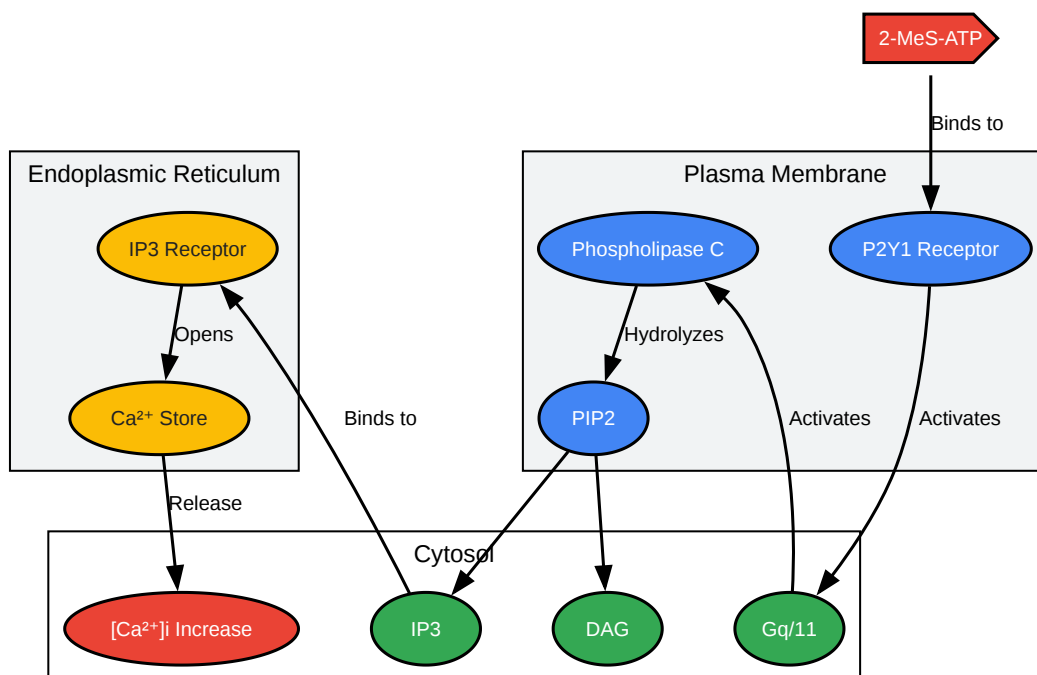 2-MeS-ATP
Binds to
Endoplasmic Reticulum
Plasma Membrane
IP3 Receptor
Phospholipase C
P2Y1 Receptor
Opens
Hydrolyzes
Ca²⁺ Store
Binds to
PIP2
Activates
Activates
Release
Cytosol
[Ca²⁺]i Increase
IP3
DAG
Gq/11